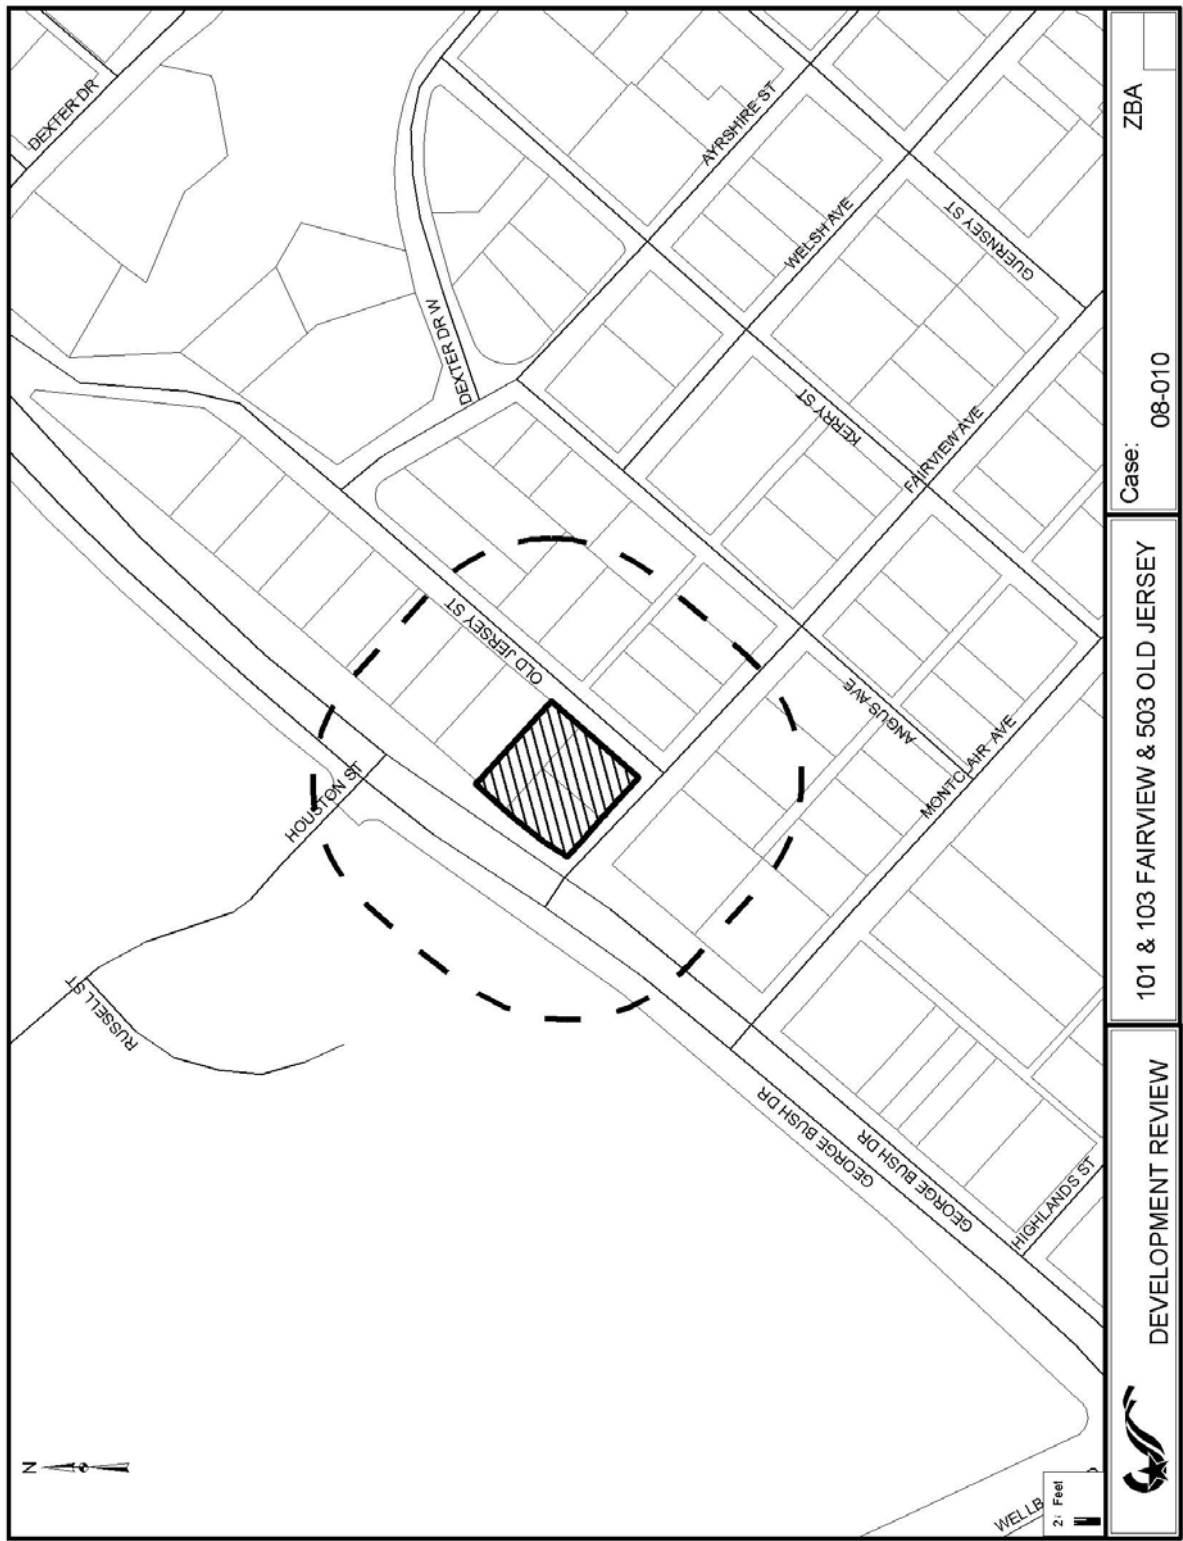 DEXTER DR
AYRSHIRE ST
WELSH AVE
GUERNSEY ST
DEXTER DR W
KERRY ST
FAIRVIEW AVE
OLD JERSEY ST
ANGUS AVE
MONTCLAIR AVE
HOUSTON ST
RUSSELL ST
GEORGE BUSH DR
GEORGE BUSH DR
HIGHLANDS ST
N
Feet
DEVELOPMENT REVIEW
101 & 103 FAIRVIEW & 503 OLD JERSEY
Case:
08-010
ZBA